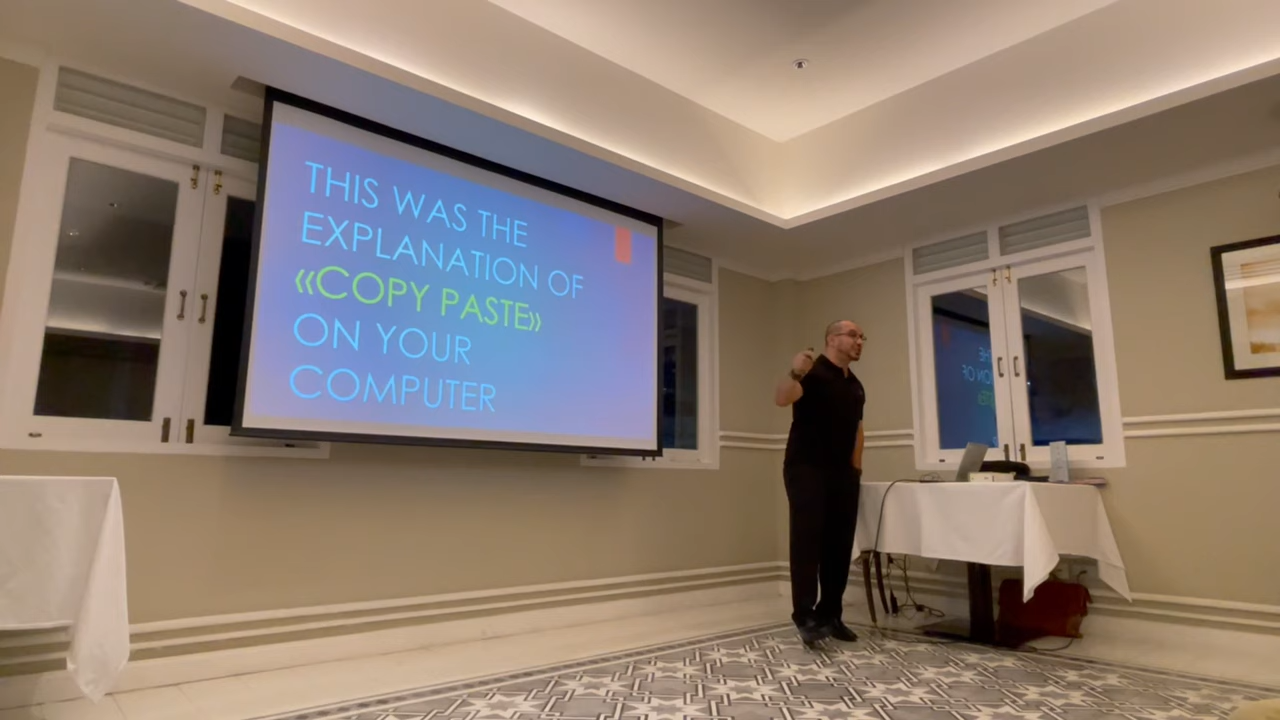 THIS WAS THE
EXPLANATION OF
«COPY PASTE»
ON YOUR
COMPUTER